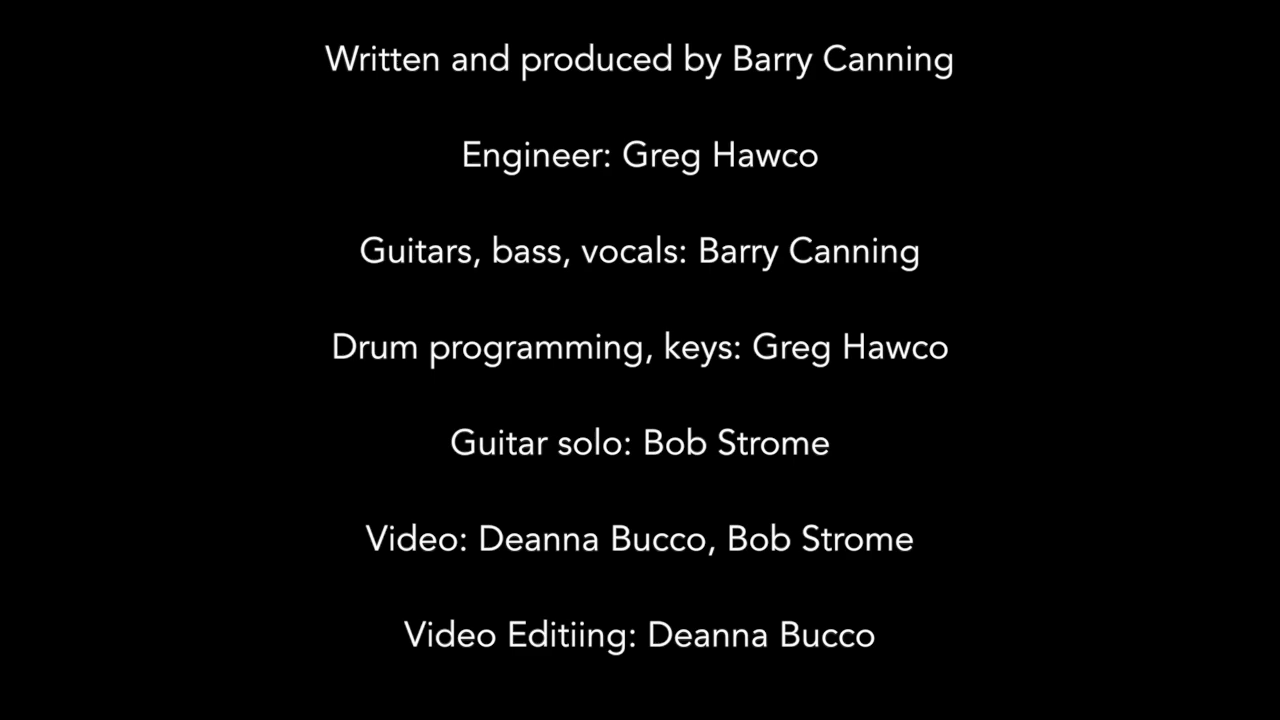 Written and produced by Barry Canning
Engineer: Greg Hawco
Guitars, bass, vocals: Barry Canning
Drum programming, keys: Greg Hawco
Guitar solo: Bob Strome
Video: Deanna Bucco, Bob Strome
Video Editiing: Deanna Bucco